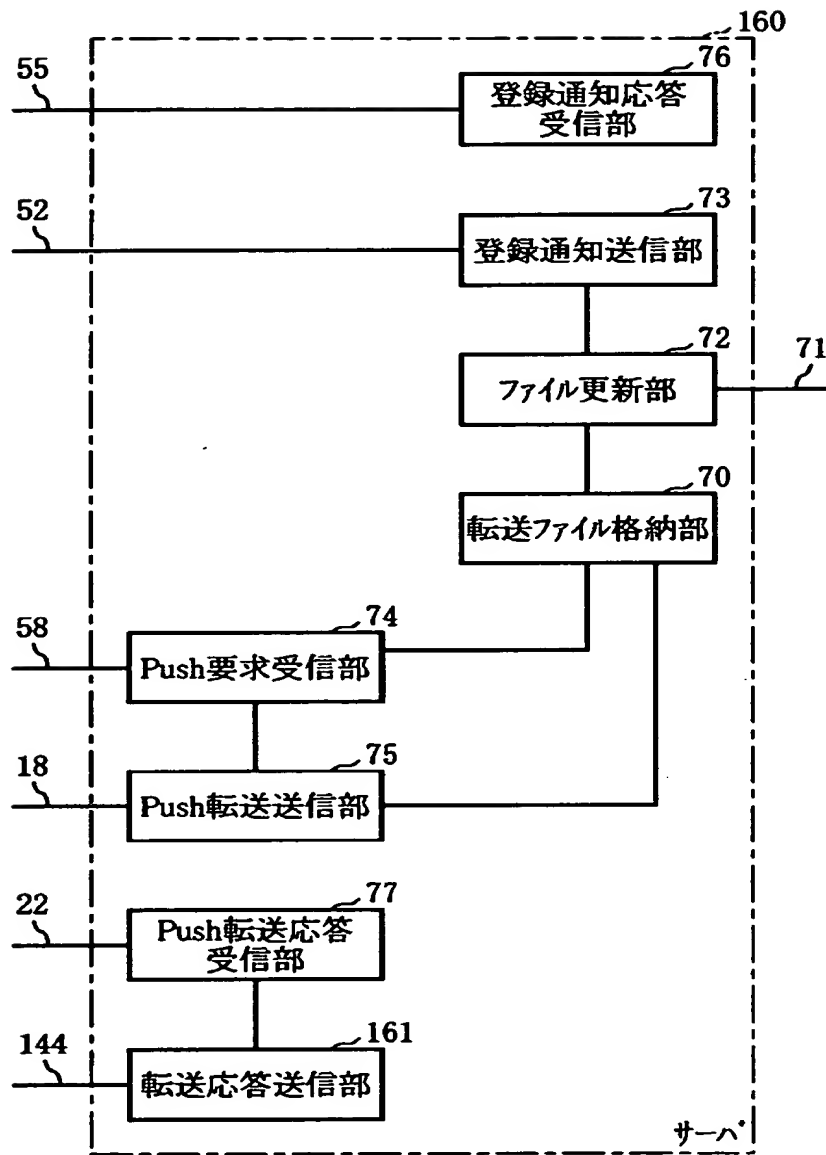 160
55
76
登録通知応答
受信部
52
73
登録通知送信部
72
71
ファイル更新部
70
転送ファイル格納部
58
74
Push要求受信部
18
75
Push転送送信部
22
77
Push転送応答
受信部
144
161
転送応答送信部
サーバ